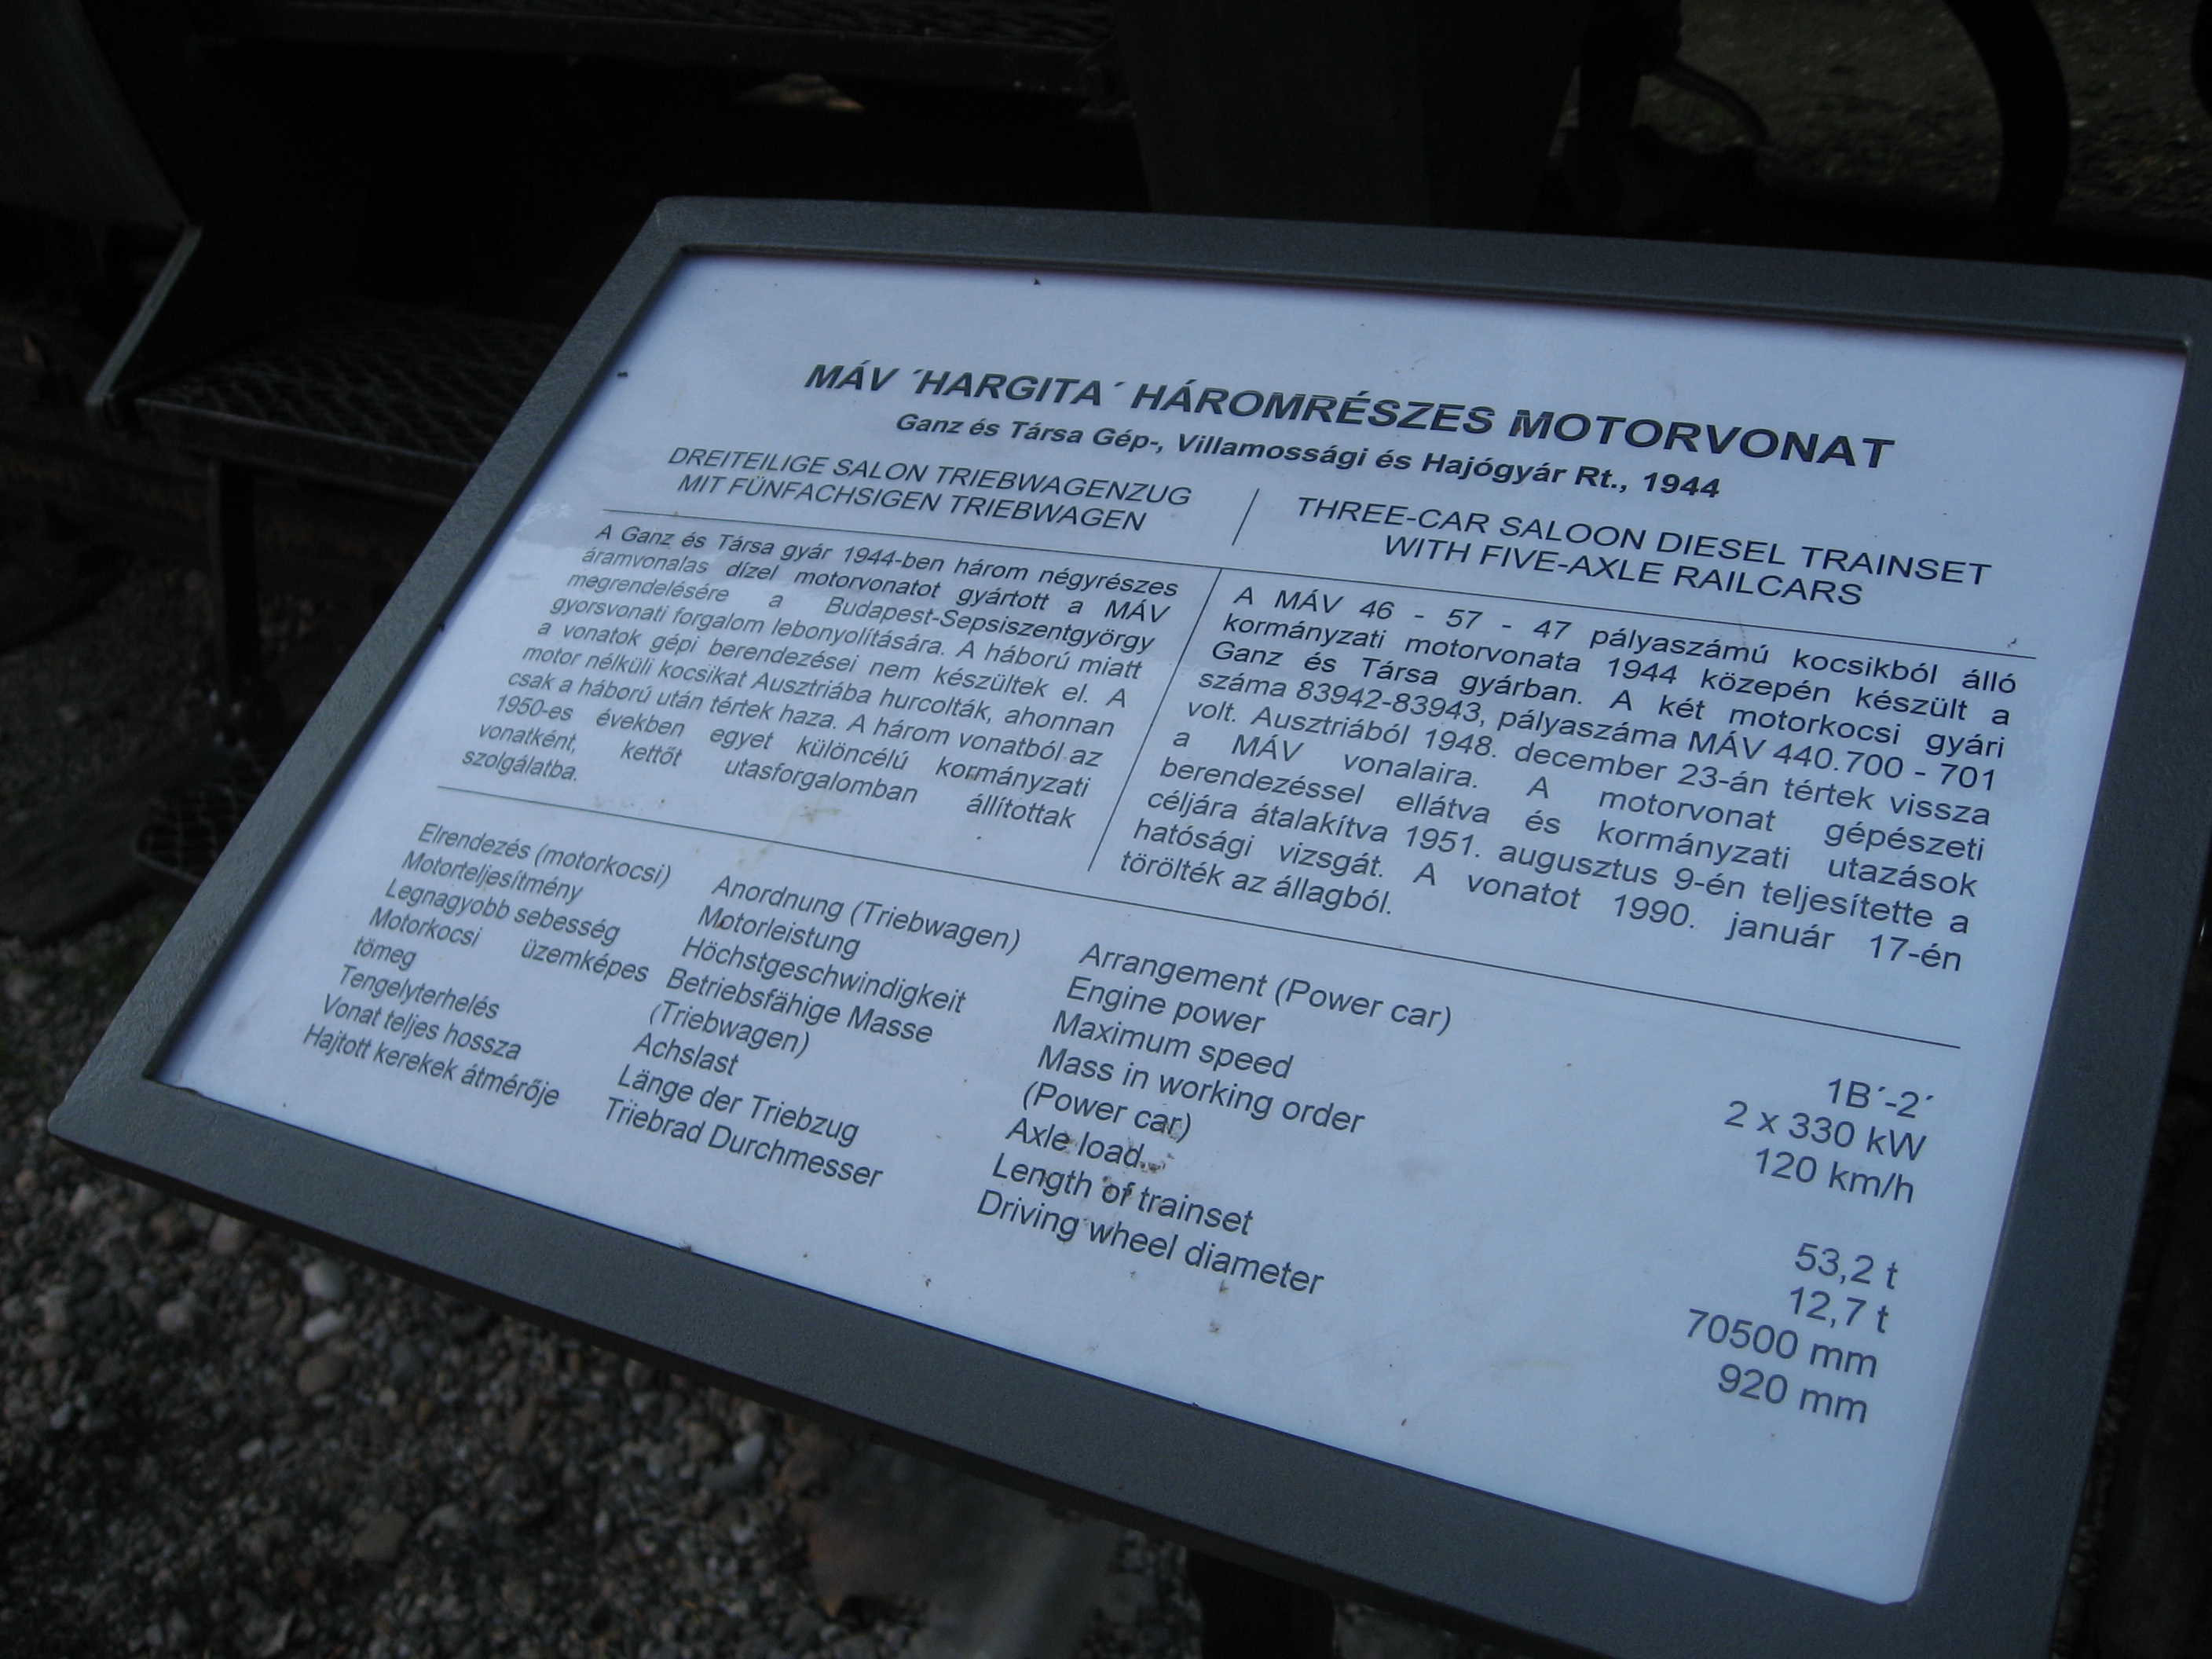 MÁV ´HARGITA´ HÁROMRÉSZES MOTORVONAT
Ganz és Társa Gép-, Villamossági és Hajógyár Rt., 1944
DREITEILIGE SALON TRIEBWAGENZUG
MIT FÜNFACHSIGEN TRIEBWAGEN
THREE-CAR SALOON DIESEL TRAINSET
WITH FIVE-AXLE RAILCARS
A Ganz és Társa gyár 1944-ben három négyrészes
áramvonalas dízel motorvonatot gyártott a MÁV
megrendelésére a Budapest-Sepsiszentgyörgy
gyorsvonati forgalom lebonyolítására. A háború miatt
a vonatok gépi berendezései nem készültek el. A
motor nélküli kocsikat Ausztriába hurcolták, ahonnan
csak a háború után tértek haza. A három vonatból az
1950-es években egyet különcélú kormányzati
vonatként, kettőt utasforgalomban állítottak
szolgálatba.
A MÁV 46 - 57 - 47 pályaszámú kocsikból álló
kormányzati motorvonata 1944 közepén készült a
Ganz és Társa gyárban. A két motorkocsi gyári
száma 83942-83943, pályaszáma MÁV 440.700 - 701
volt. Ausztriából 1948. december 23-án tértek vissza
a MÁV vonalaira. A motorvonat gépészeti
berendezéssel ellátva és kormányzati utazások
céljára átalakítva 1951. augusztus 9-én teljesítette a
hatósági vizsgát. A vonatot 1990. január 17-én
törölték az állagból.
Elrendezés (motorkocsi)
Motorteljesítmény
Legnagyobb sebesség
Motorkocsi üzemképes
tömeg
Tengelyterhelés
Vonat teljes hossza
Hajtott kerekek átmérője
Anordnung (Triebwagen)
Motorleistung
Höchstgeschwindigkeit
Betriebsfähige Masse
(Triebwagen)
Achslast
Länge der Triebzug
Triebrad Durchmesser
Arrangement (Power car)
Engine power
Maximum speed
Mass in working order
(Power car)
Axle load
Length of trainset
Driving wheel diameter
1B´-2´
2 x 330 kW
120 km/h
53,2 t
12,7 t
70500 mm
920 mm